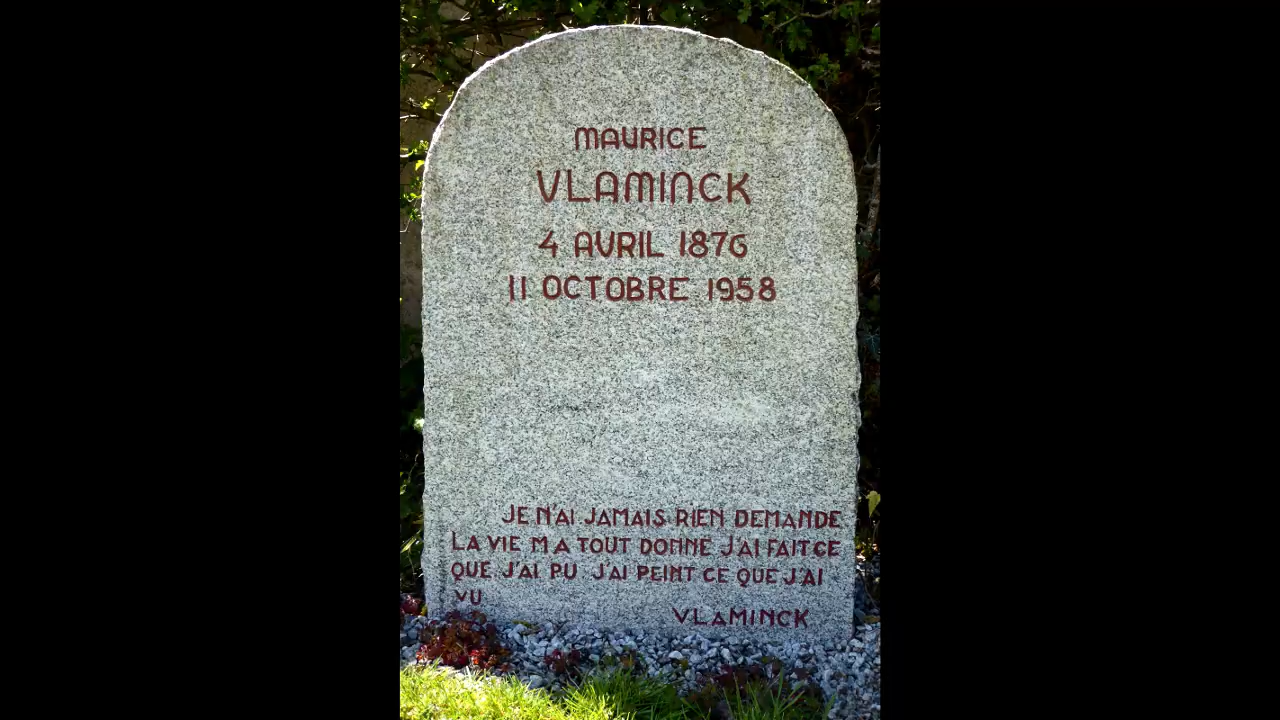 MAURICE
VLAMINCK
4 AVRIL 1876
11 OCTOBRE 1958
JE N'AI JAMAIS RIEN DEMANDE
LA VIE M A TOUT DONNE J'AI FAIT CE
QUE J'AI PU J'AI PEINT CE QUE J'AI
VU
VLAMINCK